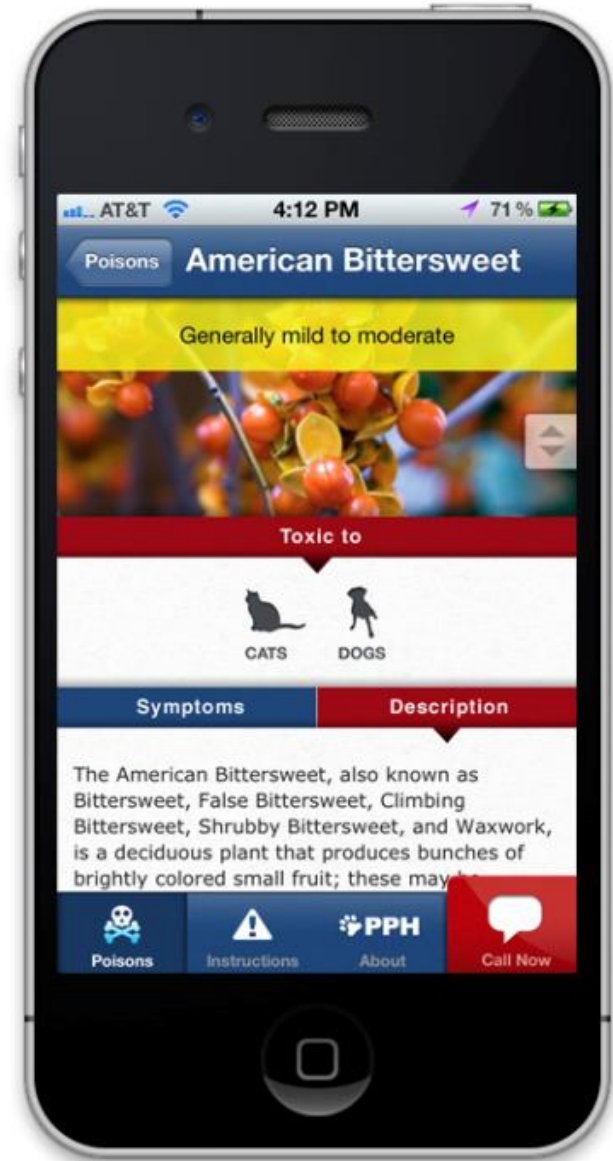 AT&T 4:12 PM 71%
Poisons American Bittersweet
Generally mild to moderate
Toxic to
CATS DOGS
Symptoms Description
The American Bittersweet, also known as
Bittersweet, False Bittersweet, Climbing
Bittersweet, Shrubby Bittersweet, and Waxwork,
is a deciduous plant that produces bunches of
brightly colored small fruit; these may
PPH
Poisons Instructions About Call Now